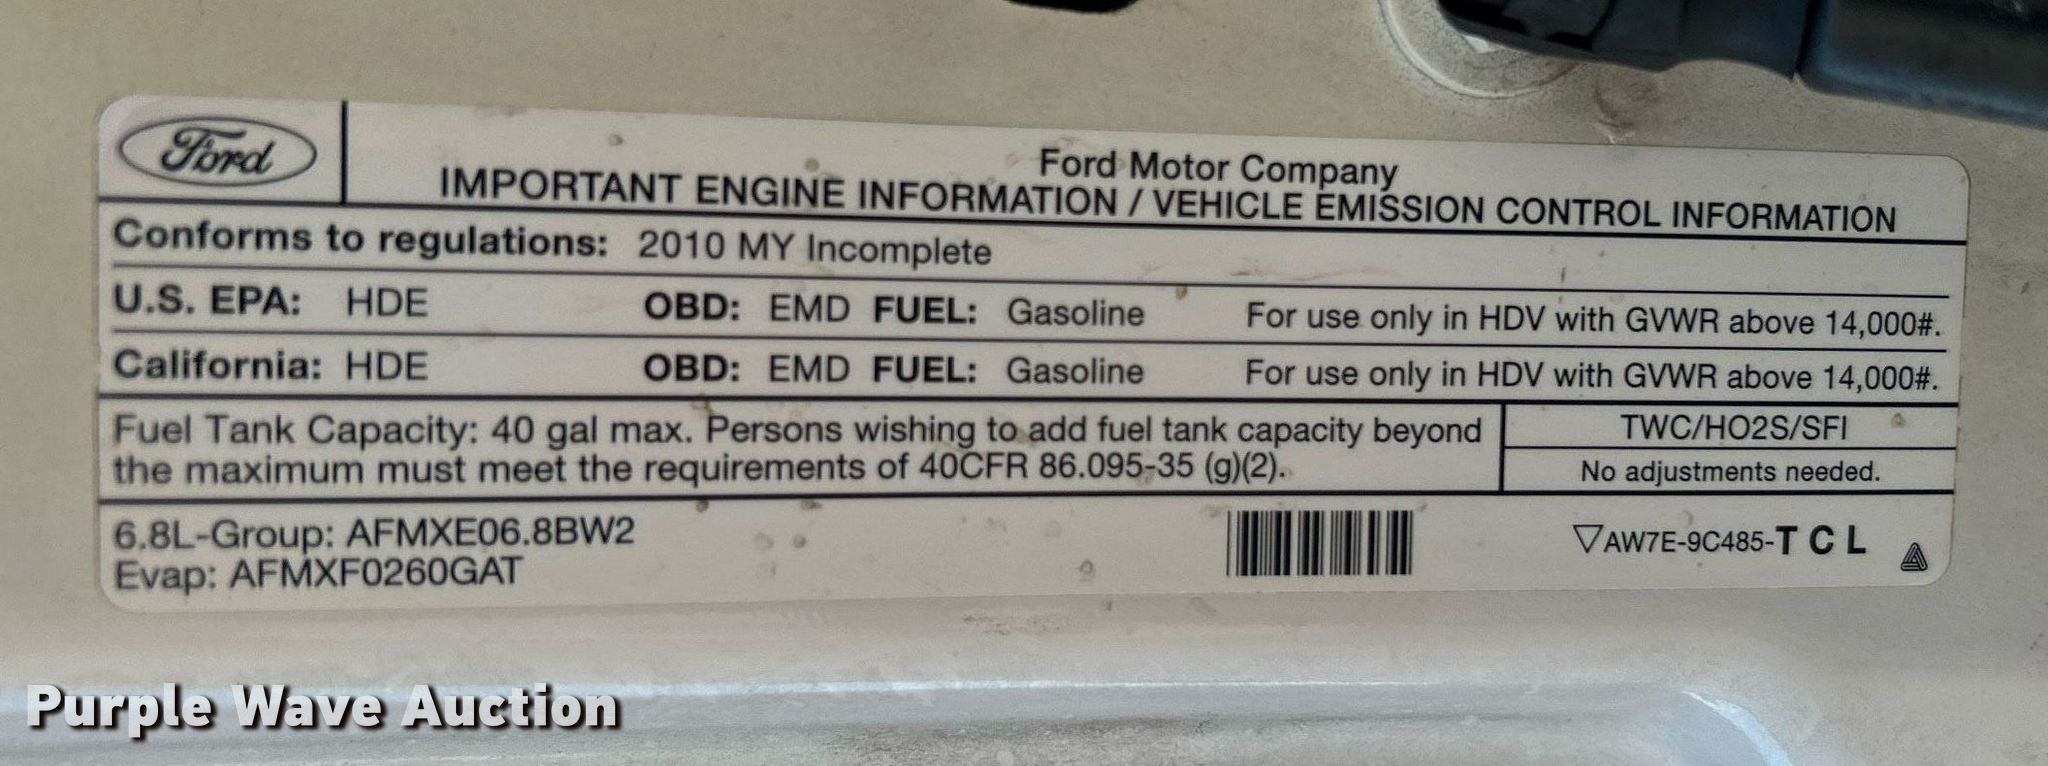 Ford
Ford Motor Company
IMPORTANT ENGINE INFORMATION / VEHICLE EMISSION CONTROL INFORMATION
Conforms to regulations: 2010 MY Incomplete
U.S. EPA: HDE OBD: EMD FUEL: Gasoline For use only in HDV with GVWR above 14,000#.
California: HDE OBD: EMD FUEL: Gasoline For use only in HDV with GVWR above 14,000#.
Fuel Tank Capacity: 40 gal max. Persons wishing to add fuel tank capacity beyond
the maximum must meet the requirements of 40CFR 86.095-35 (g)(2).
TWC/HO2S/SFI
No adjustments needed.
6.8L-Group: AFMXE06.8BW2
Evap: AFMXF0260GAT
▽AW7E-9C485-T C L
Purple Wave Auction